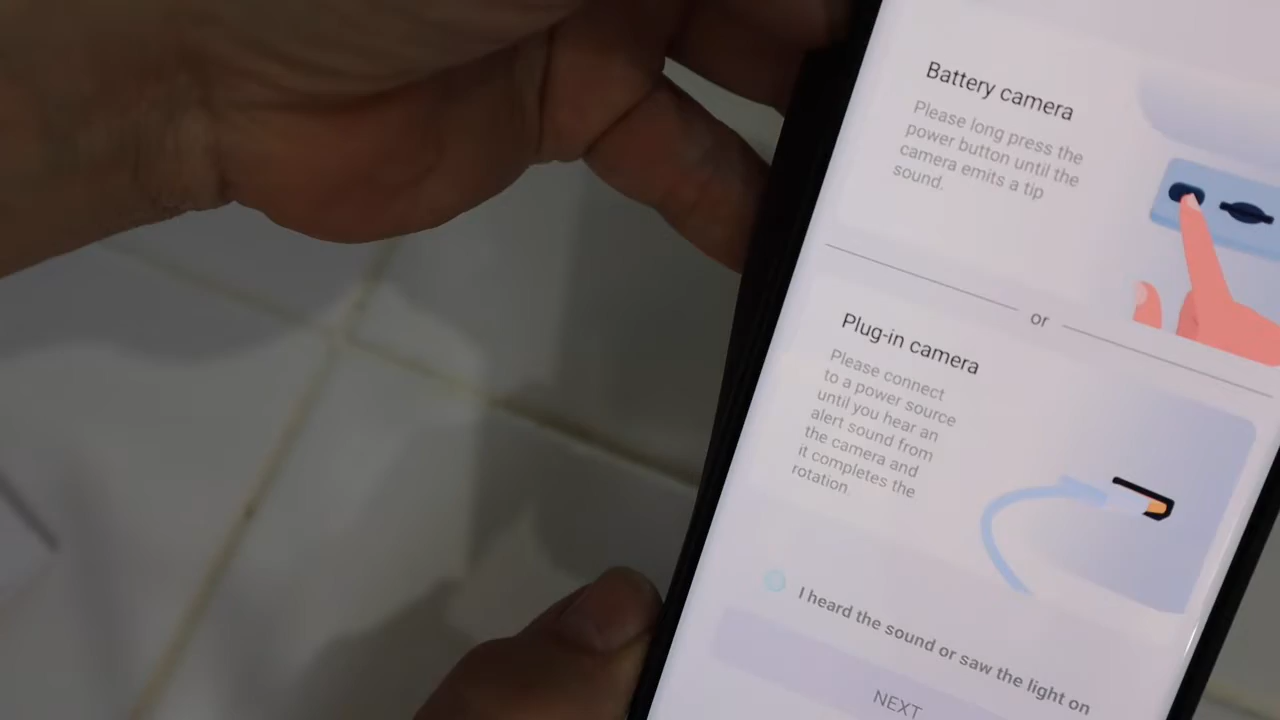 Battery camera
Please long press the
power button until the
camera emits a tip
sound.
or
Plug-in camera
Please connect
to a power source
until you hear an
alert sound from
the camera and
it completes the
rotation.
I heard the sound or saw the light on
NEXT